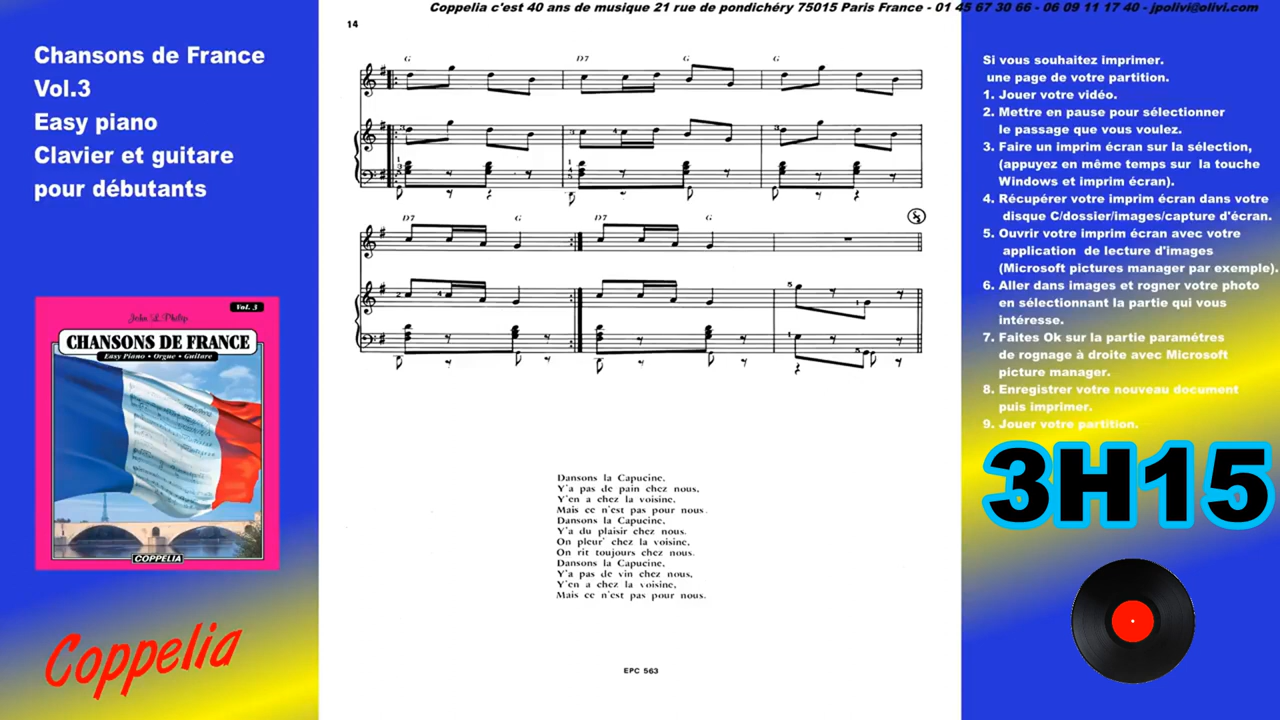 Coppelia c'est 40 ans de musique 21 rue de pondichéry 75015 Paris France - 01 45 67 30 66 - 06 09 11 17 40 - jpolivi@olivi.com
Chansons de France
Vol.3
Easy piano
Clavier et guitare
pour débutants
Vol. 3
John L. Philip
CHANSONS DE FRANCE
Easy Piano • Orgue • Guitare
COPPELIA
Coppelia
14
G D7 G G
D7 G D7 G
Dansons la Capucine,
Y'a pas de pain chez nous,
Y'en a chez la voisine,
Mais ce n'est pas pour nous.
Dansons la Capucine,
Y'a du plaisir chez nous.
On pleur' chez la voisine,
On rit toujours chez nous.
Dansons la Capucine,
Y'a pas de vin chez nous,
Y'en a chez la voisine,
Mais ce n'est pas pour nous.
EPC 563
Si vous souhaitez imprimer.
une page de votre partition.
1. Jouer votre vidéo.
2. Mettre en pause pour sélectionner
le passage que vous voulez.
3. Faire un imprim écran sur la sélection,
(appuyez en même temps sur la touche
Windows et imprim écran).
4. Récupérer votre imprim écran dans votre
disque C/dossier/images/capture d'écran.
5. Ouvrir votre imprim écran avec votre
application de lecture d'images
(Microsoft pictures manager par exemple).
6. Aller dans images et rogner votre photo
en sélectionnant la partie qui vous
intéresse.
7. Faites Ok sur la partie paramétres
de rognage à droite avec Microsoft
picture manager.
8. Enregistrer votre nouveau document
puis imprimer.
9. Jouer votre partition.
3H15